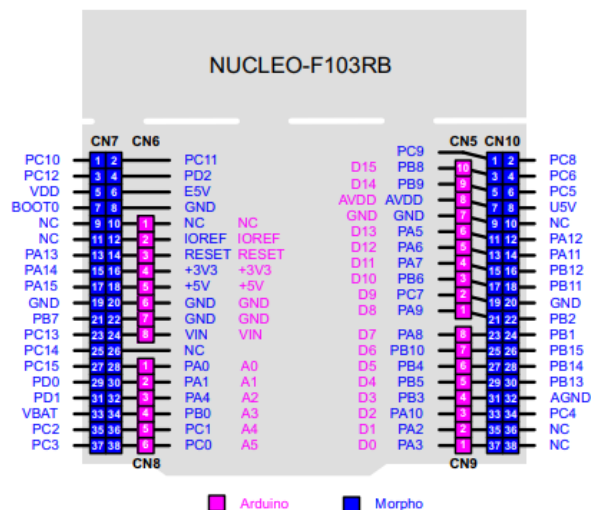 NUCLEO-F103RB
CN7 CN6 CN5 CN10
PC9
PC10 1 2 PC11 D15 PB8 10 1 2 PC8
PC12 3 4 PD2 D14 PB9 9 3 4 PC6
VDD 5 6 E5V AVDD AVDD 8 5 6 PC5
BOOT0 7 8 GND GND GND 7 7 8 U5V
NC 9 10 1 NC NC D13 PA5 6 9 10 NC
NC 11 12 2 IOREF IOREF D12 PA6 5 11 12 PA12
PA13 13 14 3 RESET RESET D11 PA7 4 13 14 PA11
PA14 15 16 4 +3V3 +3V3 D10 PB6 3 15 16 PB12
PA15 17 18 5 +5V +5V D9 PC7 2 17 18 PB11
GND 19 20 6 GND GND D8 PA9 1 19 20 GND
PB7 21 22 7 GND GND 21 22 PB2
PC13 23 24 8 VIN VIN D7 PA8 8 23 24 PB1
PC14 25 26 NC D6 PB10 7 25 26 PB15
PC15 27 28 1 PA0 A0 D5 PB4 6 27 28 PB14
PD0 29 30 2 PA1 A1 D4 PB5 5 29 30 PB13
PD1 31 32 3 PA4 A2 D3 PB3 4 31 32 AGND
VBAT 33 34 4 PB0 A3 D2 PA10 3 33 34 PC4
PC2 35 36 5 PC1 A4 D1 PA2 2 35 36 NC
PC3 37 38 6 PC0 A5 D0 PA3 1 37 38 NC
CN8 CN9
Arduino Morpho